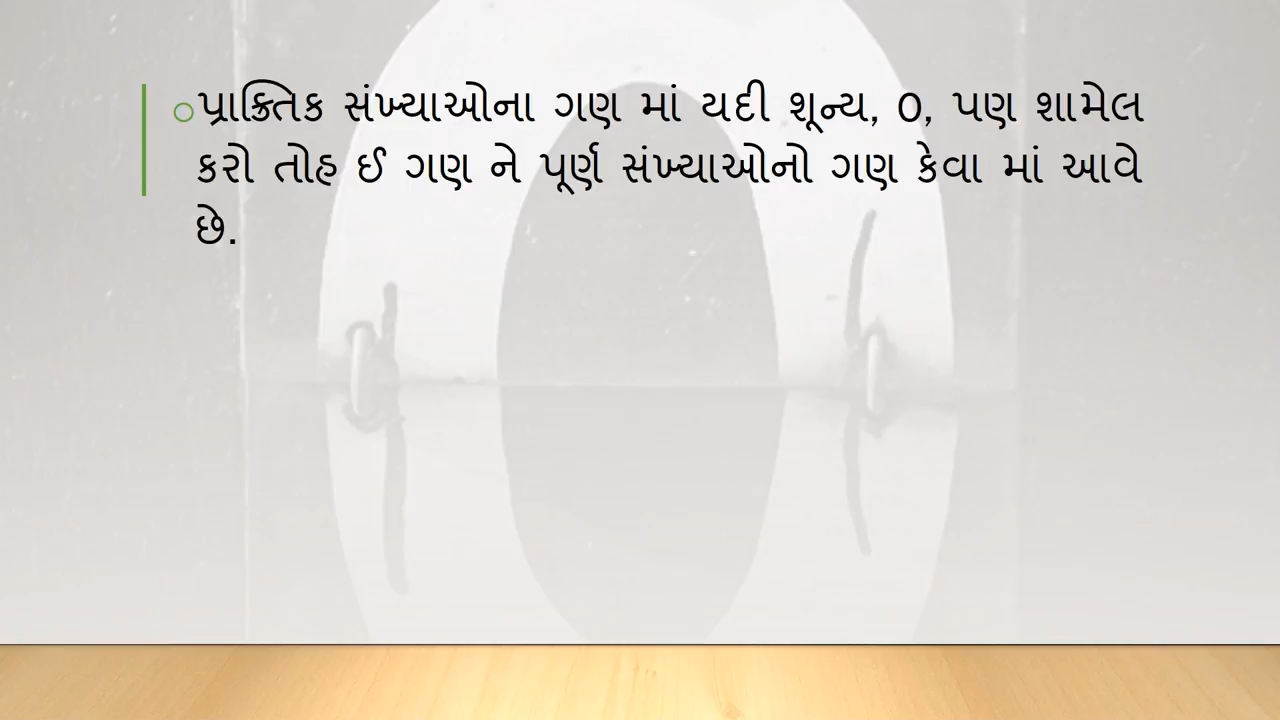 પ્રાક્તિક સંખ્યાઓના ગણ માં યદી શૂન્ય, 0, પણ શામેલ
કરો તોહ ઈ ગણ ને પૂર્ણ સંખ્યાઓનો ગણ કેવા માં આવે
છે.